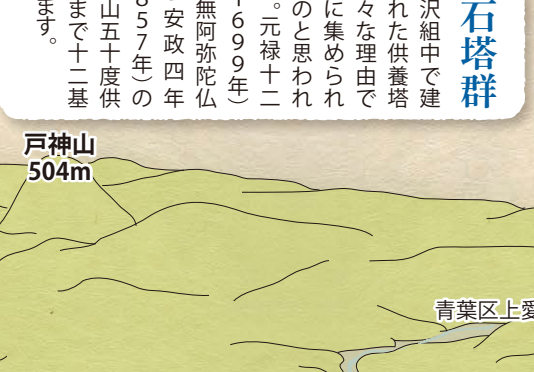 石塔群
沢組中で建
れた供養塔
々な理由で
に集められ
のと思われ
。元禄十二
1699年）
無阿弥陀仏
安政四年
857年）の
山五十度供
まで十二基
ます。
戸神山
504m
青葉区上愛